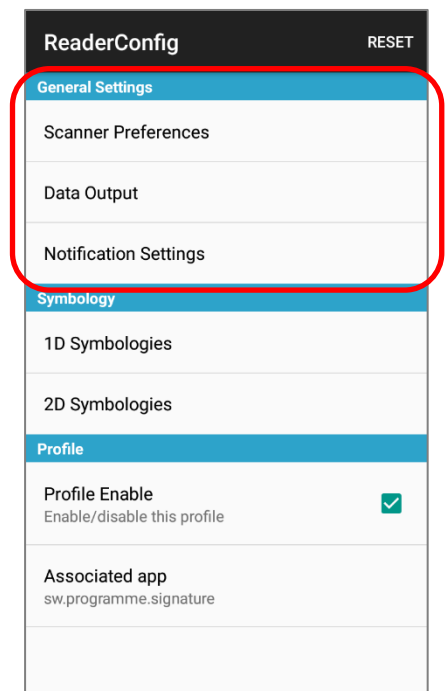 ReaderConfig RESET
General Settings
Scanner Preferences
Data Output
Notification Settings
Symbology
1D Symbologies
2D Symbologies
Profile
Profile Enable
Enable/disable this profile
Associated app
sw.programme.signature